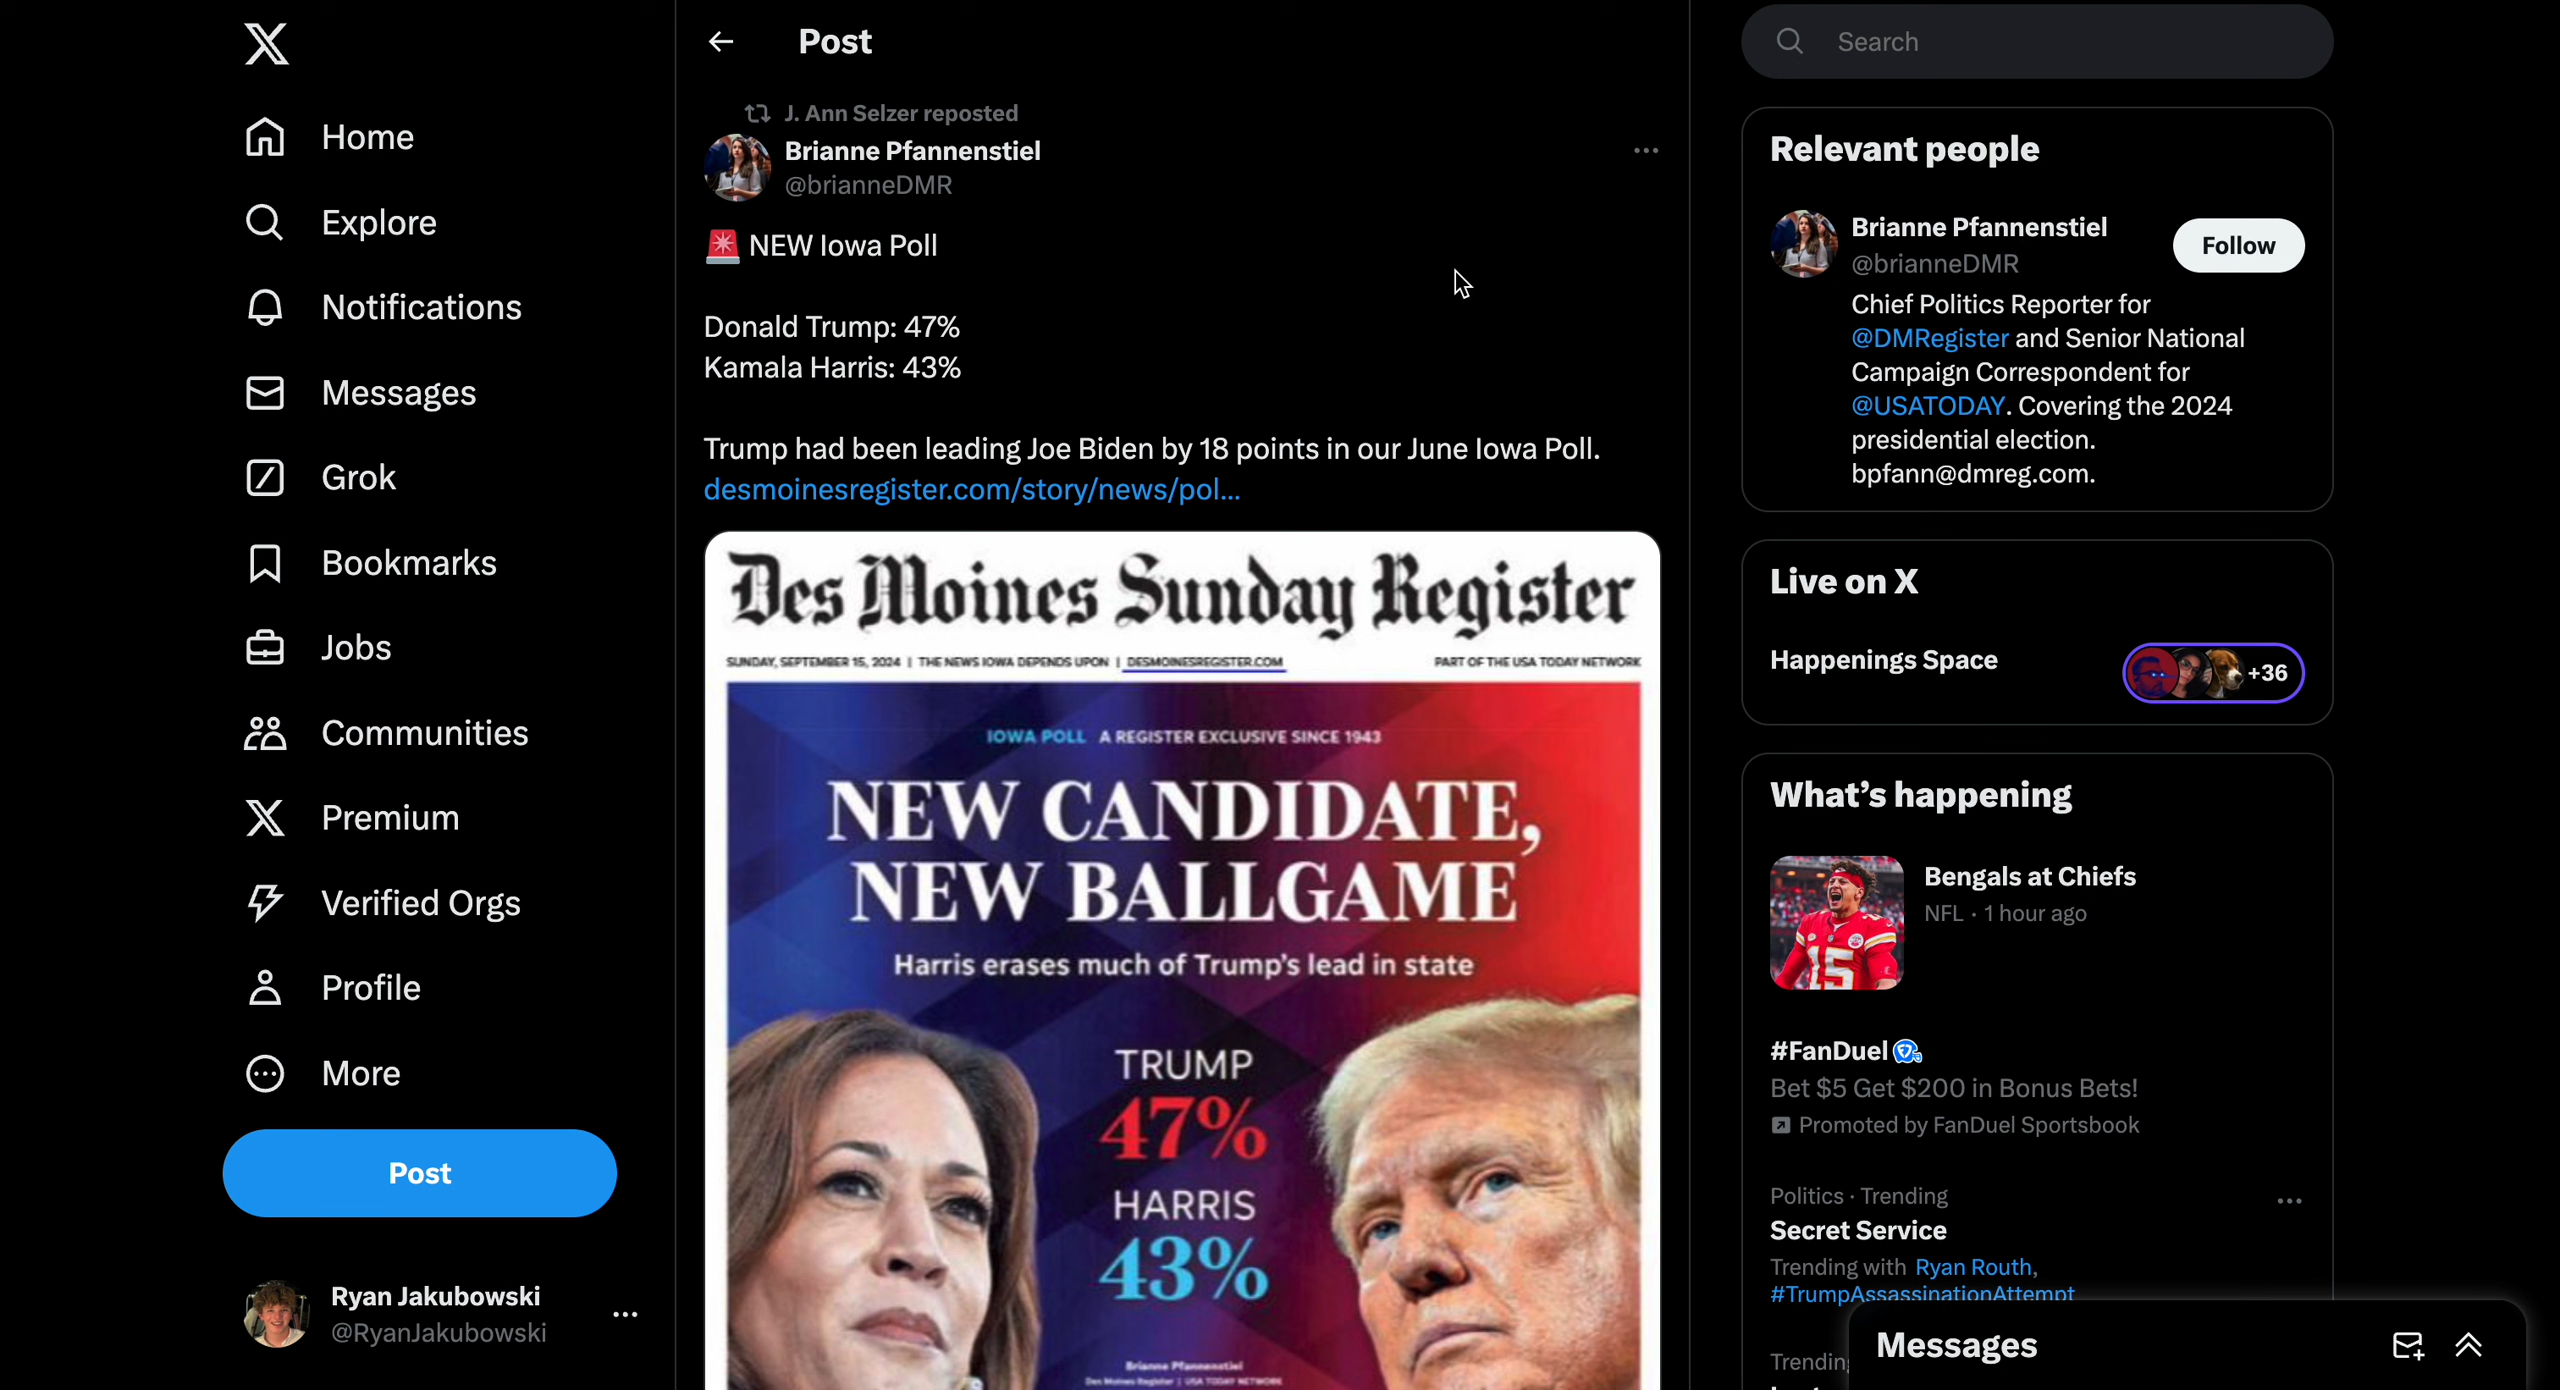 Home
Explore
Notifications
Messages
Grok
Bookmarks
Jobs
Communities
Premium
Verified Orgs
Profile
More
Post
Ryan Jakubowski
@RyanJakubowski
Post
J. Ann Selzer reposted
Brianne Pfannenstiel
@brianneDMR
NEW Iowa Poll
Donald Trump: 47%
Kamala Harris: 43%
Trump had been leading Joe Biden by 18 points in our June Iowa Poll.
desmoinesregister.com/story/news/pol...
Des Moines Sunday Register
SUNDAY, SEPTEMBER 15, 2024 | THE NEWS IOWA DEPENDS UPON | DESMOINESREGISTER.COM PART OF THE USA TODAY NETWORK
IOWA POLL A REGISTER EXCLUSIVE SINCE 1943
NEW CANDIDATE,
NEW BALLGAME
Harris erases much of Trump's lead in state
TRUMP
47%
HARRIS
43%
Brianne Pfannenstiel
Des Moines Register | USA TODAY NETWORK
Search
Relevant people
Brianne Pfannenstiel
Follow
@brianneDMR
Chief Politics Reporter for
@DMRegister and Senior National
Campaign Correspondent for
@USATODAY. Covering the 2024
presidential election.
bpfann@dmreg.com.
Live on X
Happenings Space
+36
What's happening
15
Bengals at Chiefs
NFL · 1 hour ago
#FanDuel
Bet $5 Get $200 in Bonus Bets!
Promoted by FanDuel Sportsbook
Politics · Trending
Secret Service
Trending with Ryan Routh,
#TrumpAssassinationAttempt
Trending
Messages